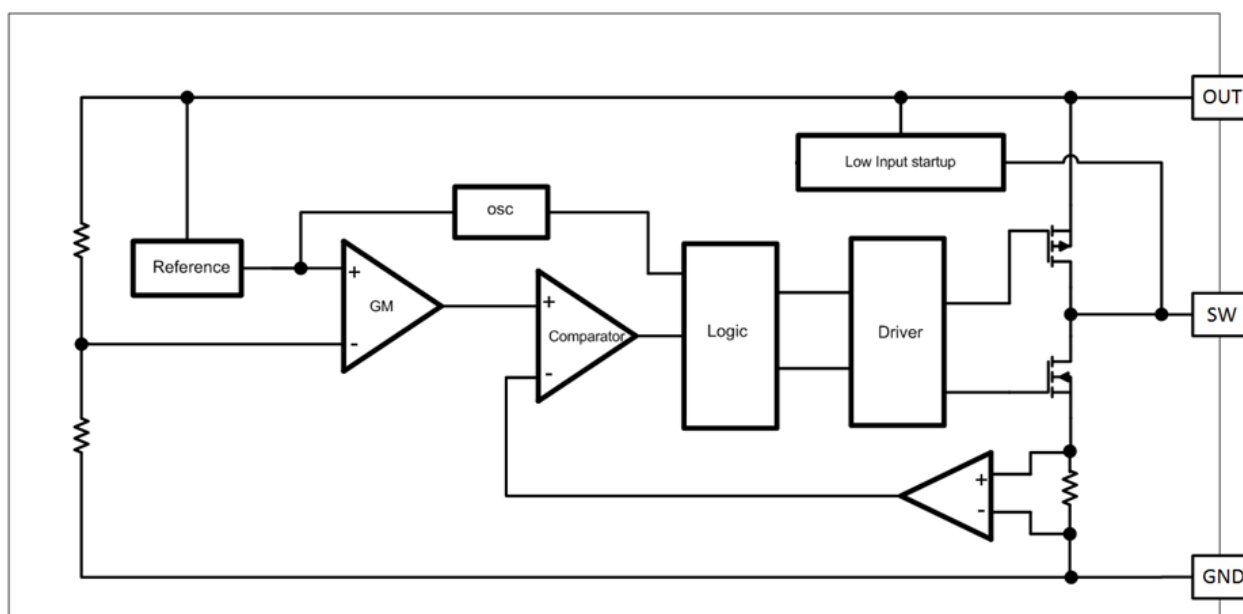 OUT
Low Input startup
osc
Reference
+
GM
-
+
Comparator
-
Logic
Driver
SW
+
-
GND